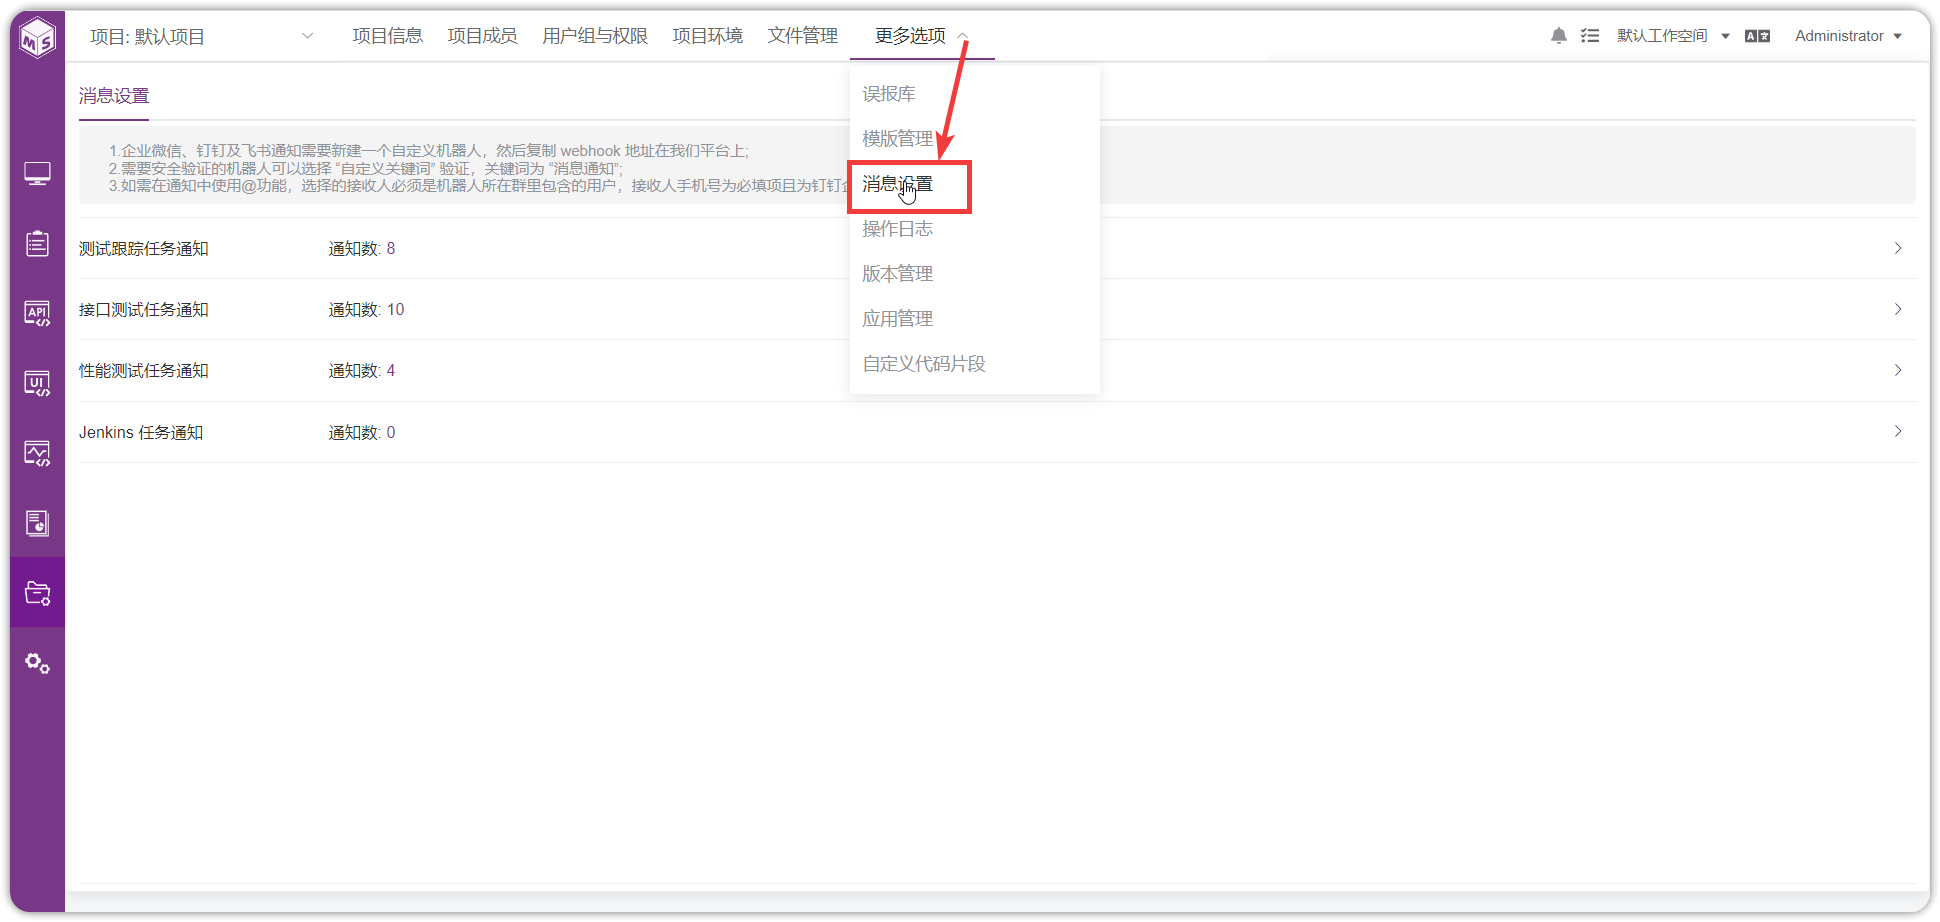 MS
项目: 默认项目
项目信息
项目成员
用户组与权限
项目环境
文件管理
更多选项
默认工作空间
A 文
Administrator
消息设置
1.企业微信、钉钉及飞书通知需要新建一个自定义机器人，然后复制 webhook 地址在我们平台上;
2.需要安全验证的机器人可以选择 “自定义关键词” 验证，关键词为 “消息通知”;
3.如需在通知中使用@功能，选择的接收人必须是机器人所在群里包含的用户，接收人手机号为必填项且为钉钉
误报库
模版管理
消息设置
操作日志
版本管理
应用管理
自定义代码片段
测试跟踪任务通知
通知数: 8
接口测试任务通知
通知数: 10
性能测试任务通知
通知数: 4
Jenkins 任务通知
通知数: 0
API
UI